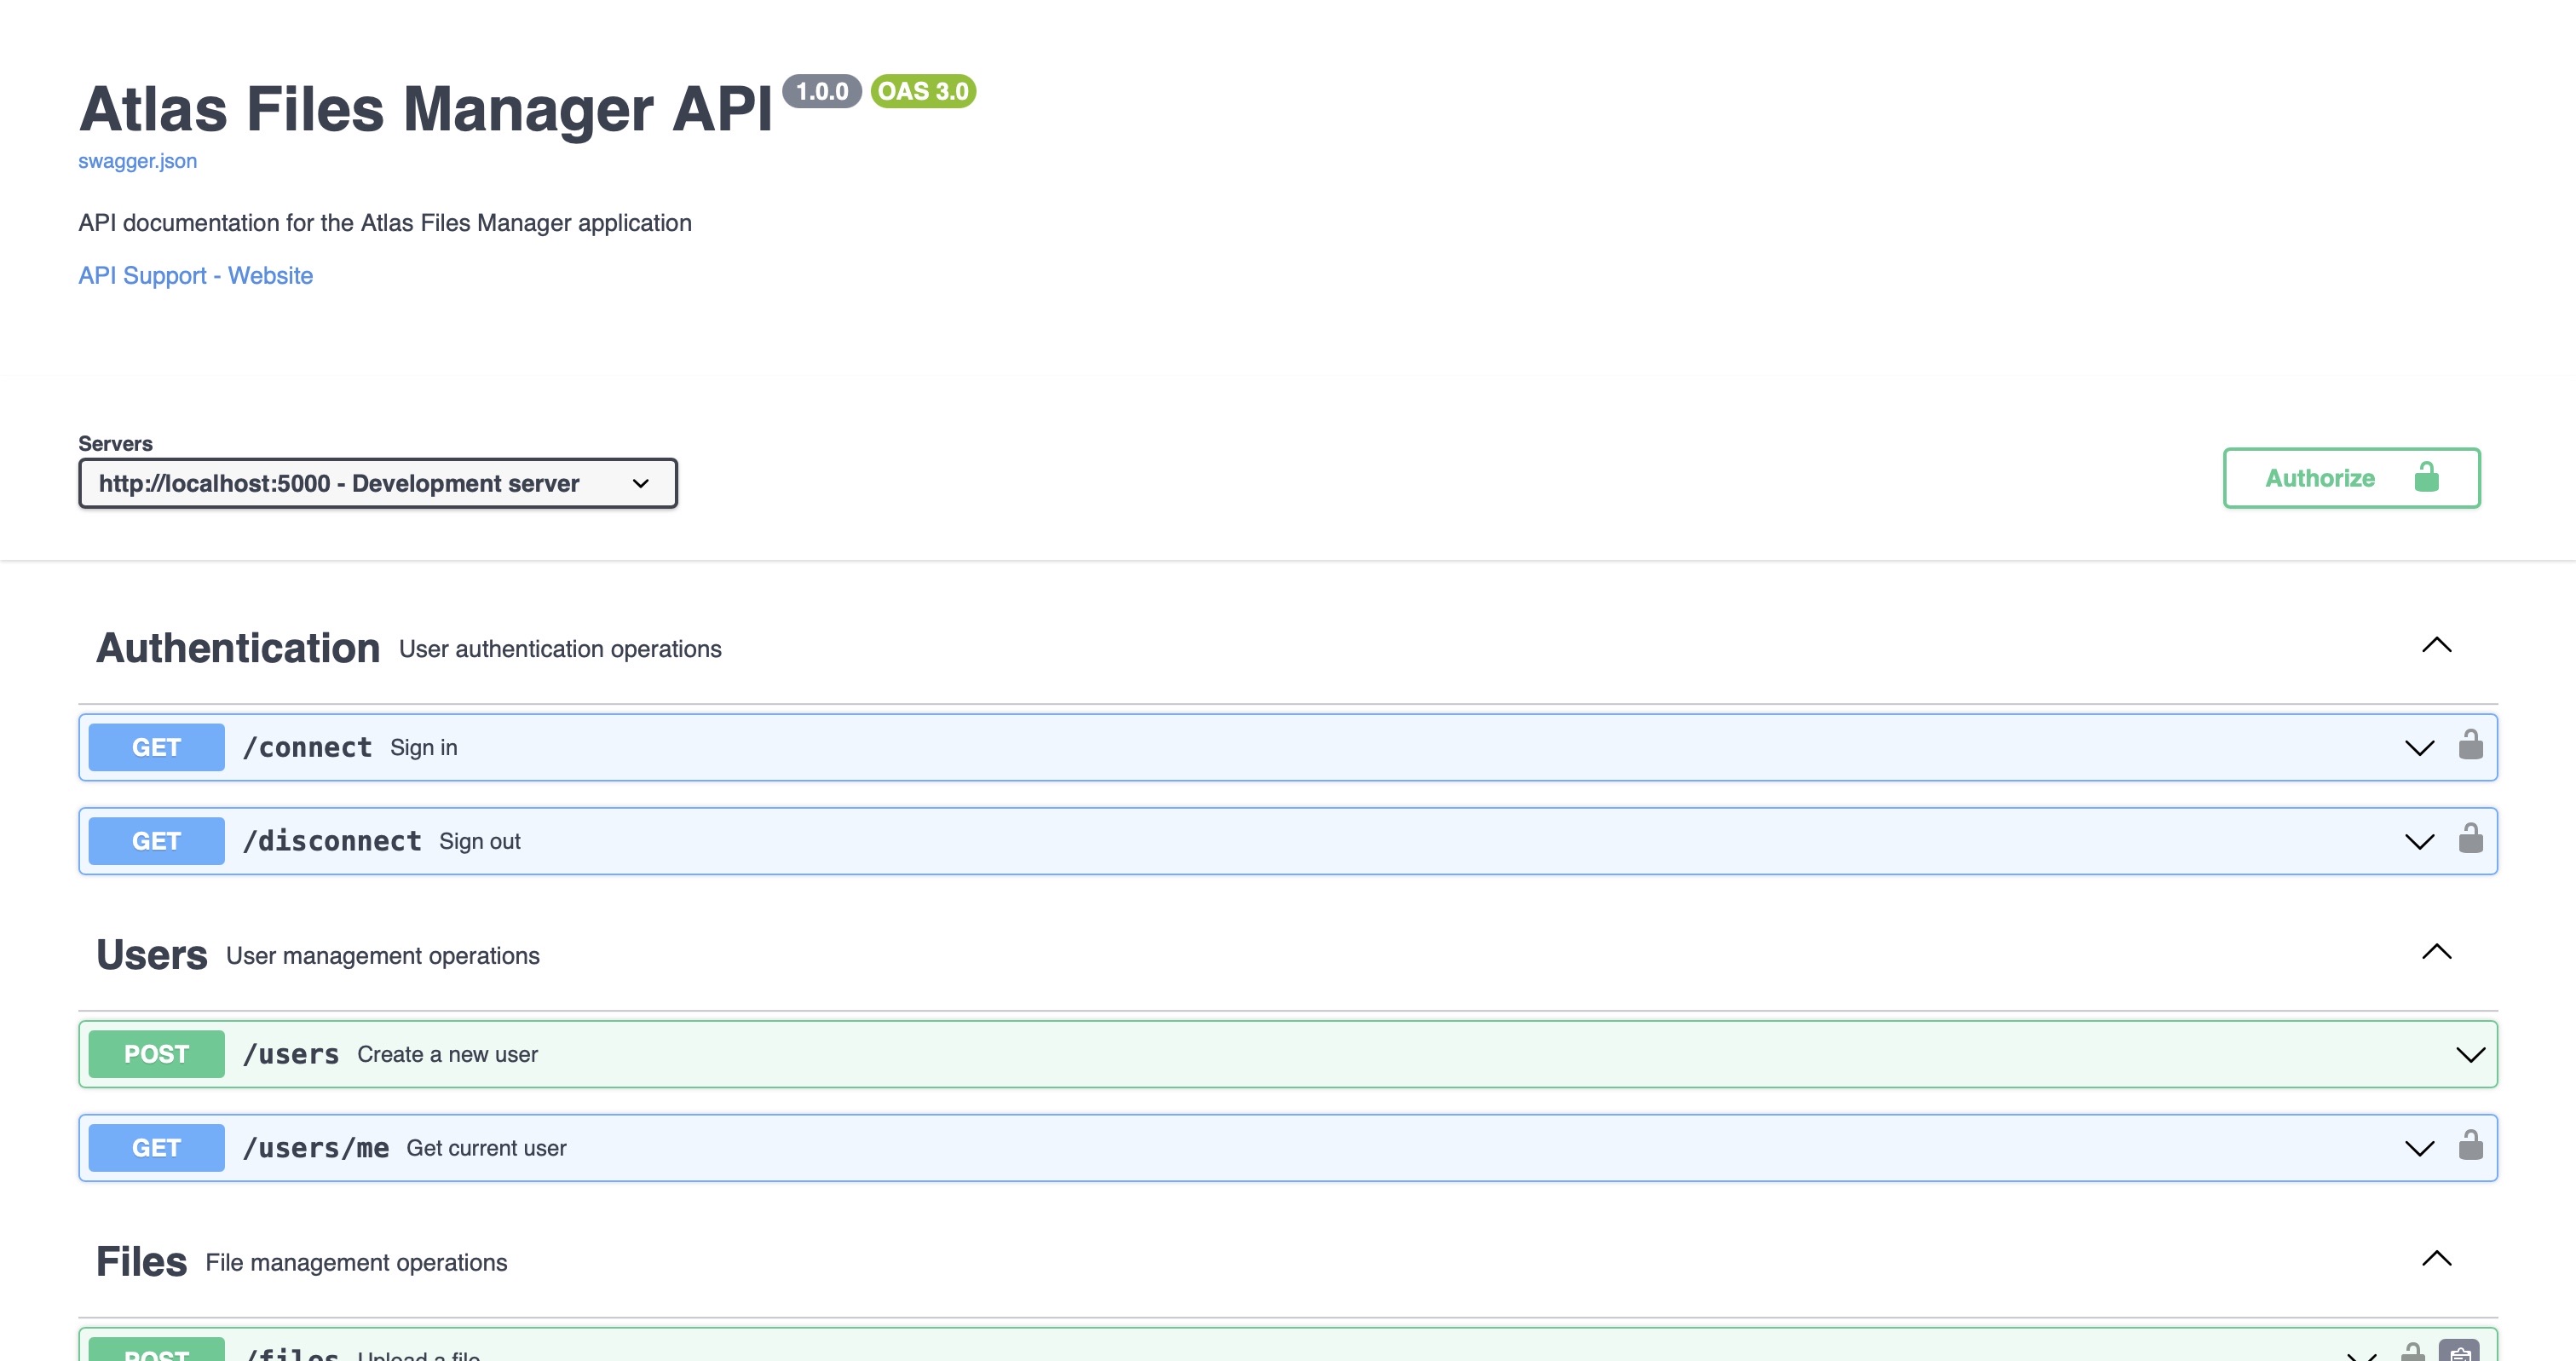 Atlas Files Manager API 1.0.0 OAS 3.0
swagger.json
API documentation for the Atlas Files Manager application
API Support - Website
Servers
http://localhost:5000 - Development server
Authorize
Authentication User authentication operations
GET /connect Sign in
GET /disconnect Sign out
Users User management operations
POST /users Create a new user
GET /users/me Get current user
Files File management operations
POST /files Upload a file